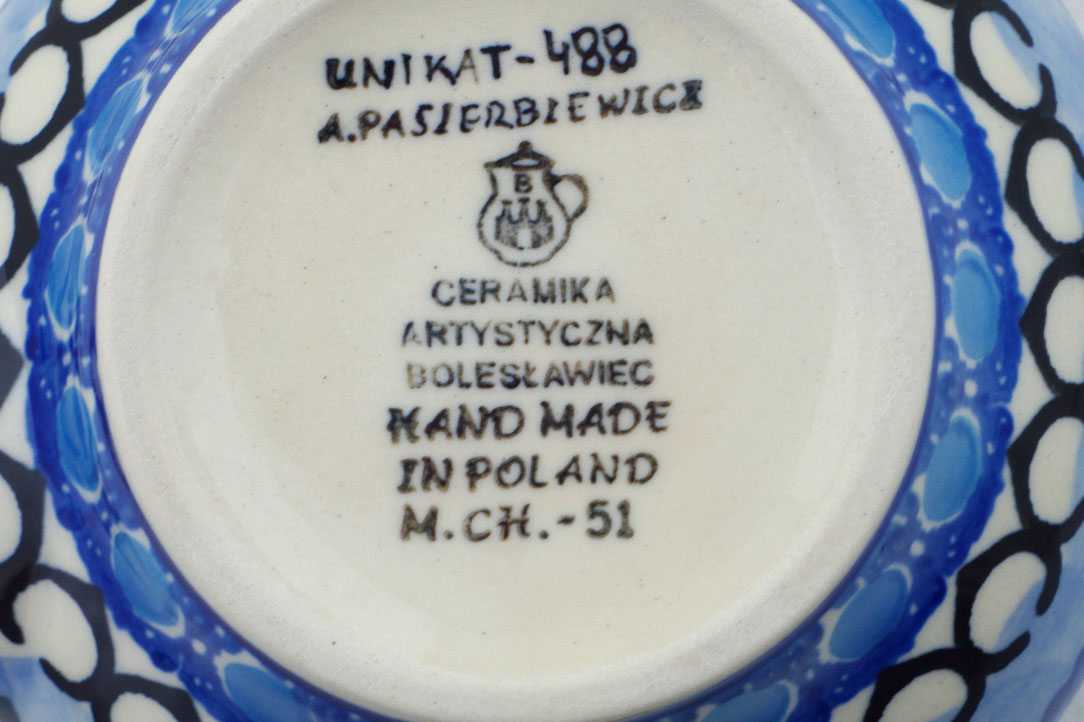 UNIKAT-488
A.PASIERBIEWICZ
B
CERAMIKA
ARTYSTYCZNA
BOLESŁAWIEC
HAND MADE
IN POLAND
M.CH.-51